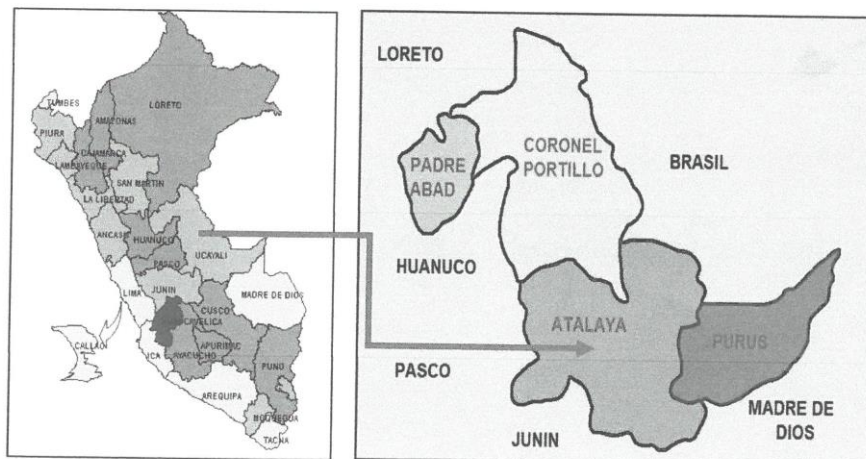 TUMBES
LORETO
PIURA
AMAZONAS
CAJAMARCA
LAMBAYEQUE
SAN MARTIN
LA LIBERTAD
ANCASH
HUANUCO
UCAYALI
PASCO
LIMA
JUNIN
MADRE DE DIOS
CUSCO
CALLAO
ICA
AYACUCHO
APURIMAC
PUNO
AREQUIPA
MOQUEGUA
TACNA
LORETO
CORONEL
PORTILLO
PADRE
ABAD
BRASIL
HUANUCO
ATALAYA
PURUS
PASCO
MADRE DE
DIOS
JUNIN